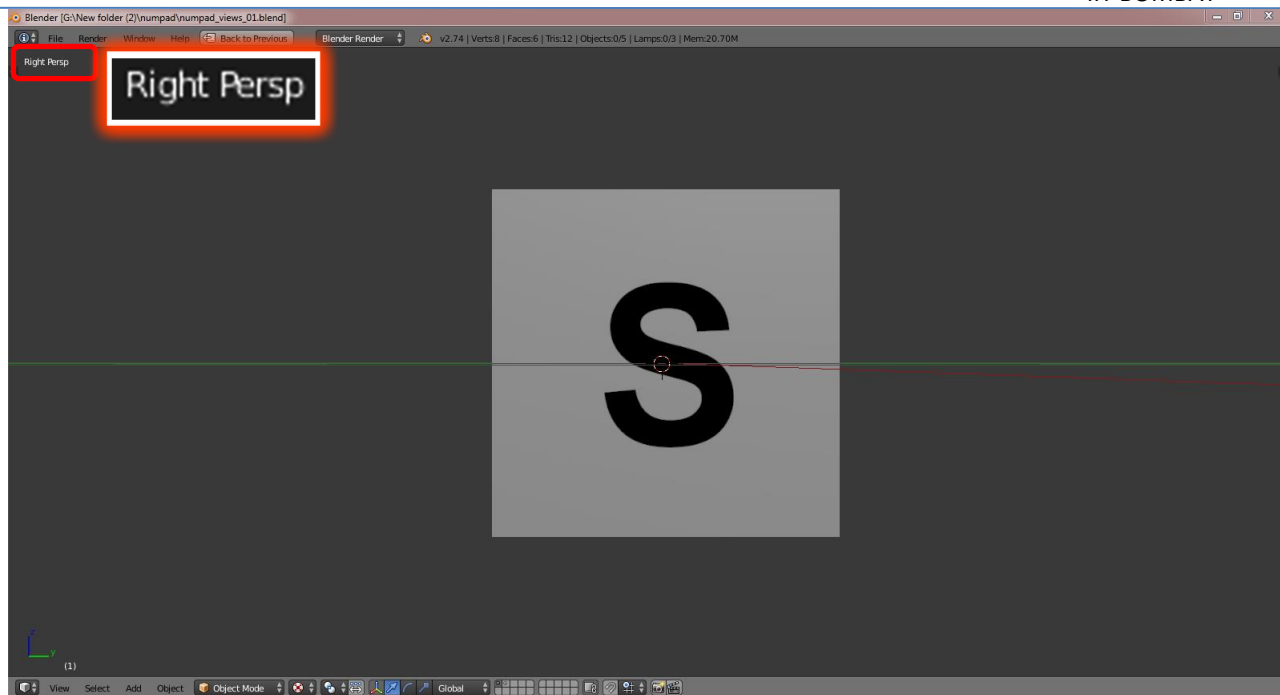 Blender [G:\New folder (2)\numpad\numpad_views_01.blend]
File Render Window Help Back to Previous Blender Render v2.74 | Verts:8 | Faces:6 | Tris:12 | Objects:0/5 | Lamps:0/3 | Mem:20.70M
Right Persp
Right Persp
S
z
y
(1)
View Select Add Object Object Mode Global